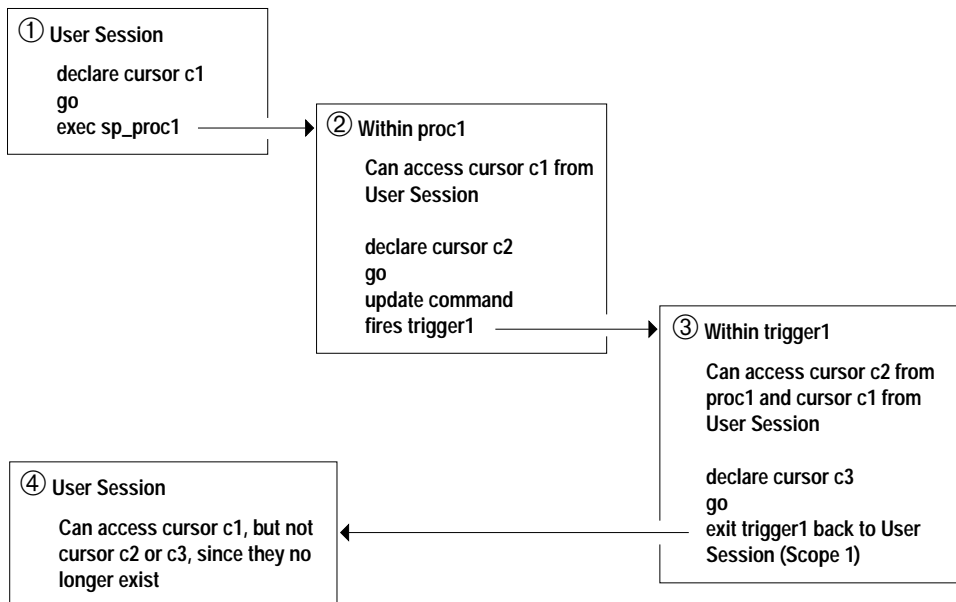 ① User Session
declare cursor c1
go
exec sp_proc1
② Within proc1
Can access cursor c1 from
User Session
declare cursor c2
go
update command
fires trigger1
③ Within trigger1
Can access cursor c2 from
proc1 and cursor c1 from
User Session
declare cursor c3
go
exit trigger1 back to User
Session (Scope 1)
④ User Session
Can access cursor c1, but not
cursor c2 or c3, since they no
longer exist